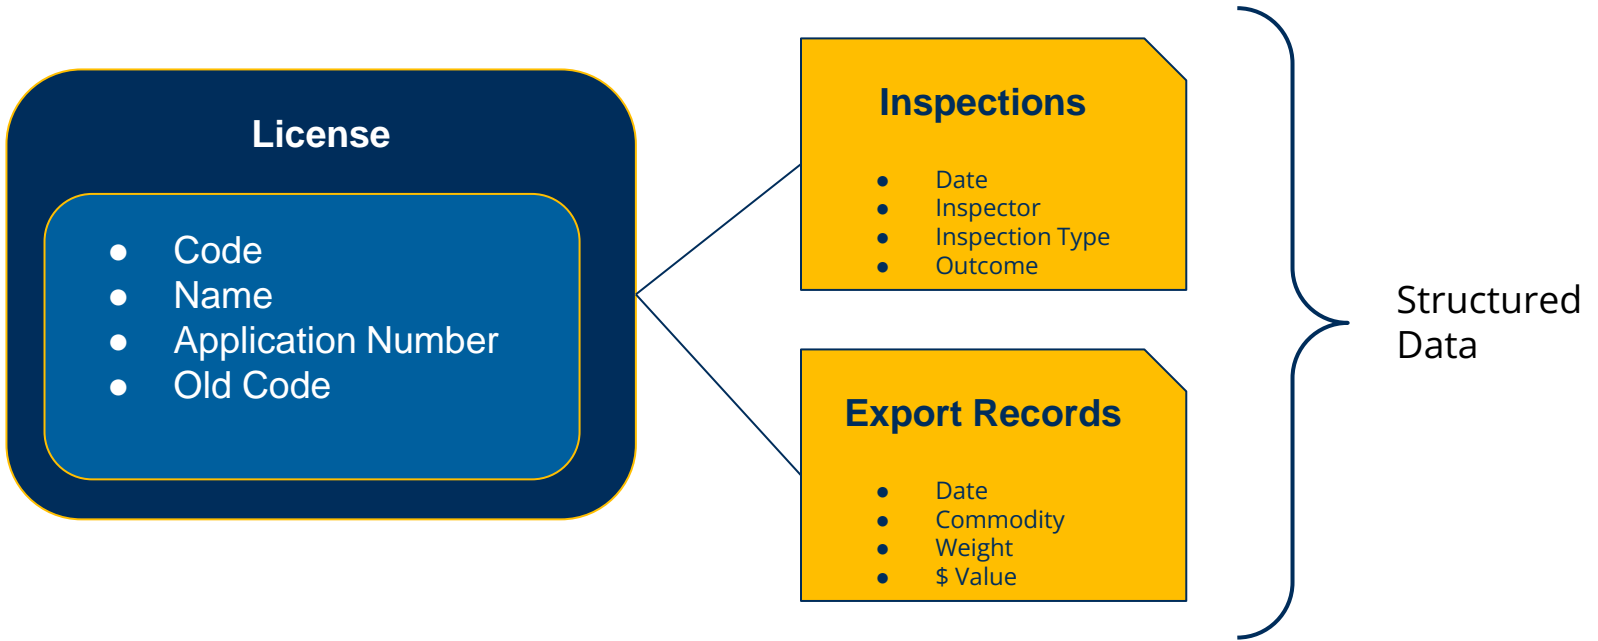 License
● Code
● Name
● Application Number
● Old Code
Inspections
● Date
● Inspector
● Inspection Type
● Outcome
Export Records
● Date
● Commodity
● Weight
● $ Value
Structured
Data